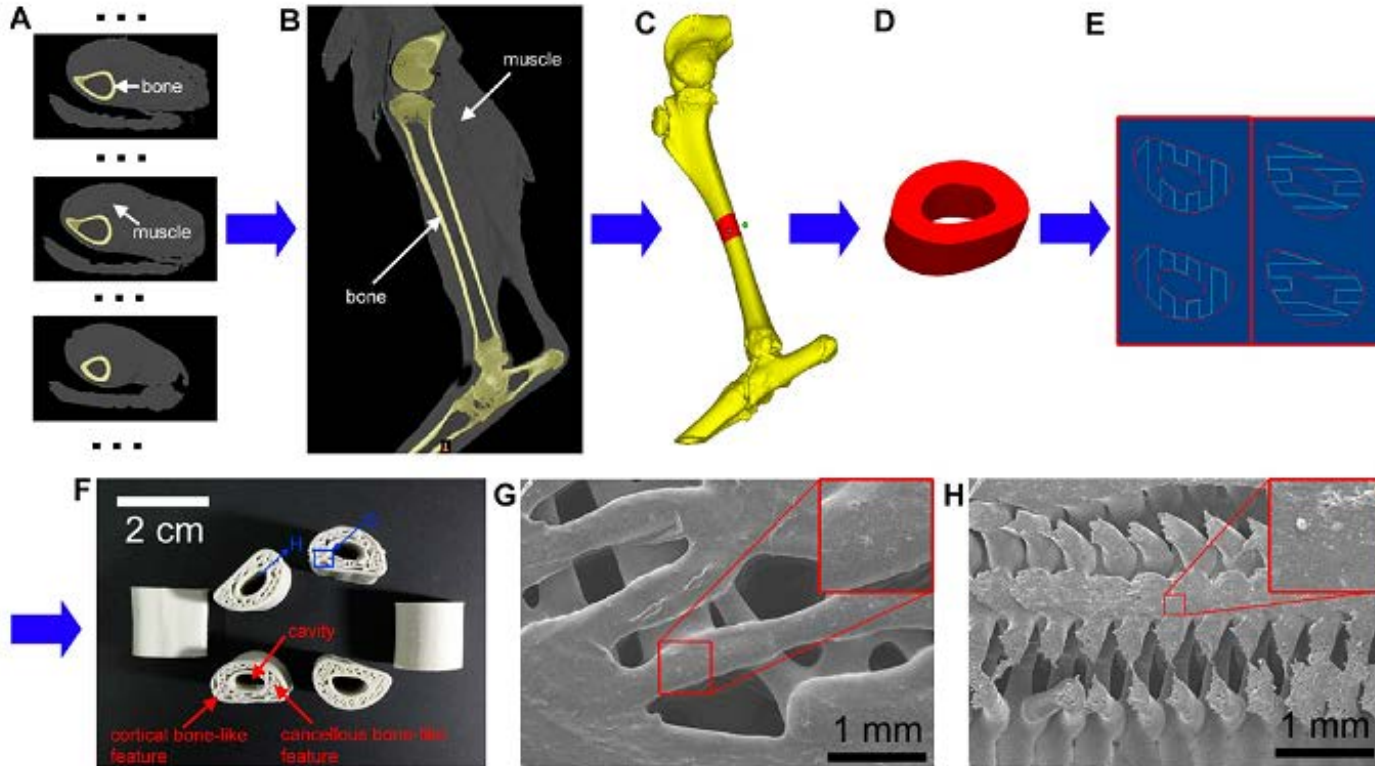 A
B
C
D
E
bone
muscle
muscle
bone
F
2 cm
H
cavity
cortical bone-like
feature
cancellous bone-like
feature
G
1 mm
H
1 mm